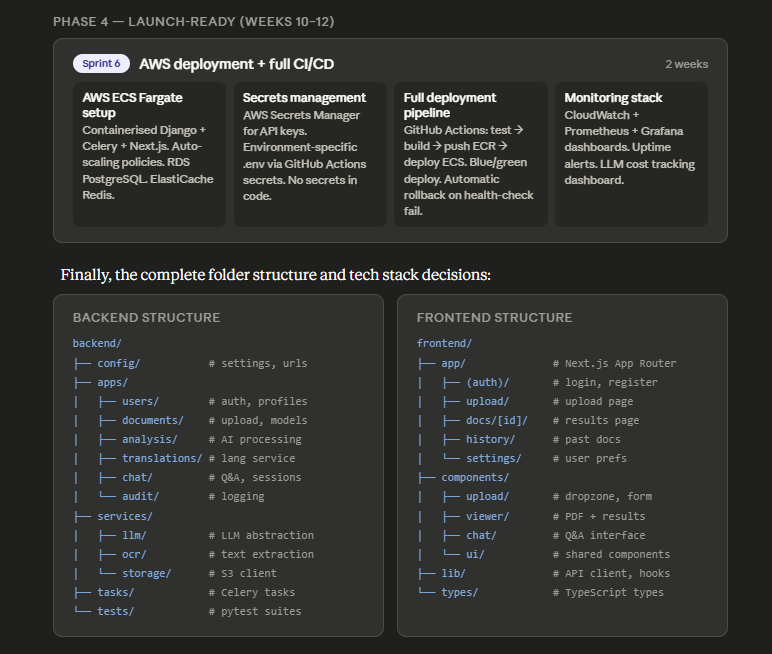 PHASE 4 — LAUNCH-READY (WEEKS 10–12)
Sprint 6 AWS deployment + full CI/CD 2 weeks
AWS ECS Fargate
setup
Containerised Django +
Celery + Next.js. Auto-
scaling policies. RDS
PostgreSQL. ElastiCache
Redis.
Secrets management
AWS Secrets Manager
for API keys.
Environment-specific
.env via GitHub Actions
secrets. No secrets in
code.
Full deployment
pipeline
GitHub Actions: test →
build → push ECR →
deploy ECS. Blue/green
deploy. Automatic
rollback on health-check
fail.
Monitoring stack
CloudWatch +
Prometheus + Grafana
dashboards. Uptime
alerts. LLM cost tracking
dashboard.
Finally, the complete folder structure and tech stack decisions:
BACKEND STRUCTURE
backend/
├── config/ # settings, urls
├── apps/
│ ├── users/ # auth, profiles
│ ├── documents/ # upload, models
│ ├── analysis/ # AI processing
│ ├── translations/ # lang service
│ ├── chat/ # Q&A, sessions
│ └── audit/ # logging
├── services/
│ ├── llm/ # LLM abstraction
│ ├── ocr/ # text extraction
│ └── storage/ # S3 client
├── tasks/ # Celery tasks
└── tests/ # pytest suites
FRONTEND STRUCTURE
frontend/
├── app/ # Next.js App Router
│ ├── (auth)/ # login, register
│ ├── upload/ # upload page
│ ├── docs/[id]/ # results page
│ ├── history/ # past docs
│ └── settings/ # user prefs
├── components/
│ ├── upload/ # dropzone, form
│ ├── viewer/ # PDF + results
│ ├── chat/ # Q&A interface
│ └── ui/ # shared components
├── lib/ # API client, hooks
└── types/ # TypeScript types